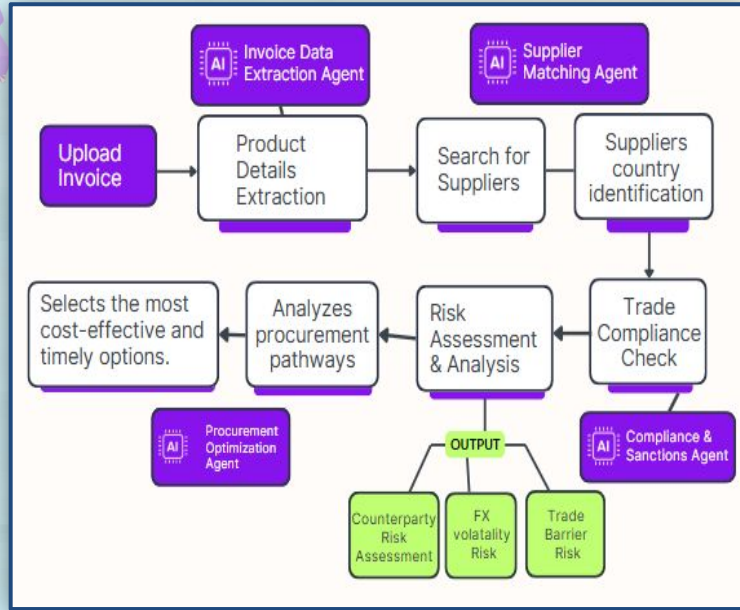 AI
Invoice Data
Extraction Agent
AI
Supplier
Matching Agent
Upload
Invoice
Product
Details
Extraction
Search for
Suppliers
Suppliers
country
identification
Selects the most
cost-effective and
timely options.
Analyzes
procurement
pathways
Risk
Assessment
& Analysis
Trade
Compliance
Check
AI
Procurement
Optimization
Agent
OUTPUT
AI
Compliance &
Sanctions Agent
Counterparty
Risk
Assessment
FX
volatality
Risk
Trade
Barrier
Risk